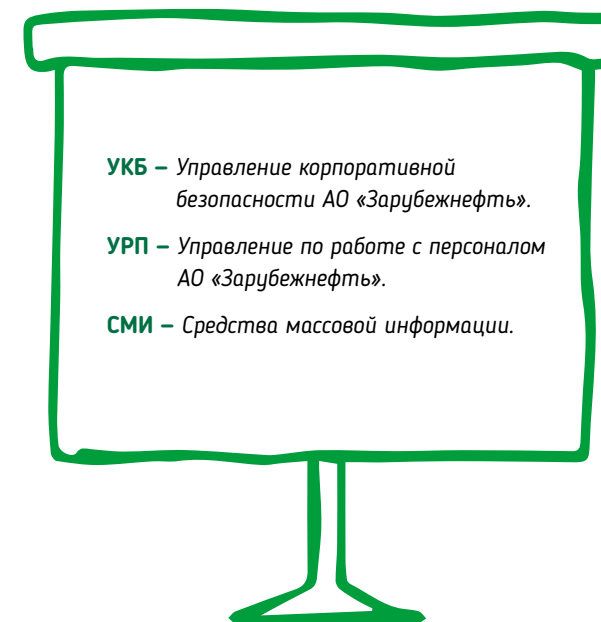 УКБ – Управление корпоративной
безопасности АО «Зарубежнефть».
УРП – Управление по работе с персоналом
АО «Зарубежнефть».
СМИ – Средства массовой информации.